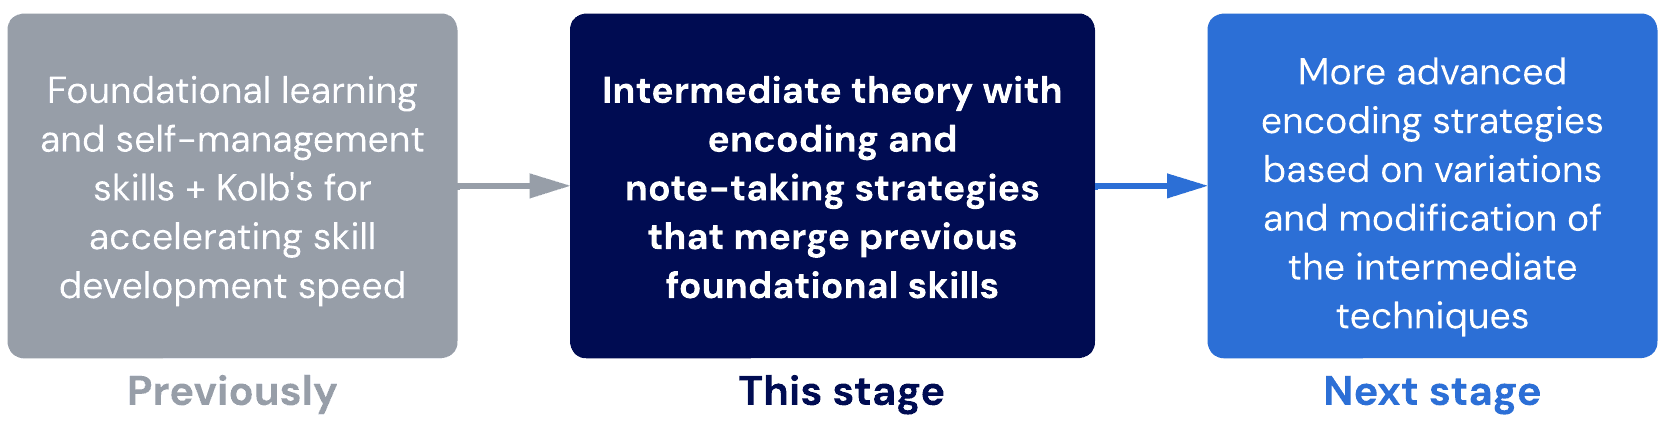 Foundational learning
and self-management
skills + Kolb's for
accelerating skill
development speed
Previously
Intermediate theory with
encoding and
note-taking strategies
that merge previous
foundational skills
This stage
More advanced
encoding strategies
based on variations
and modification of
the intermediate
techniques
Next stage